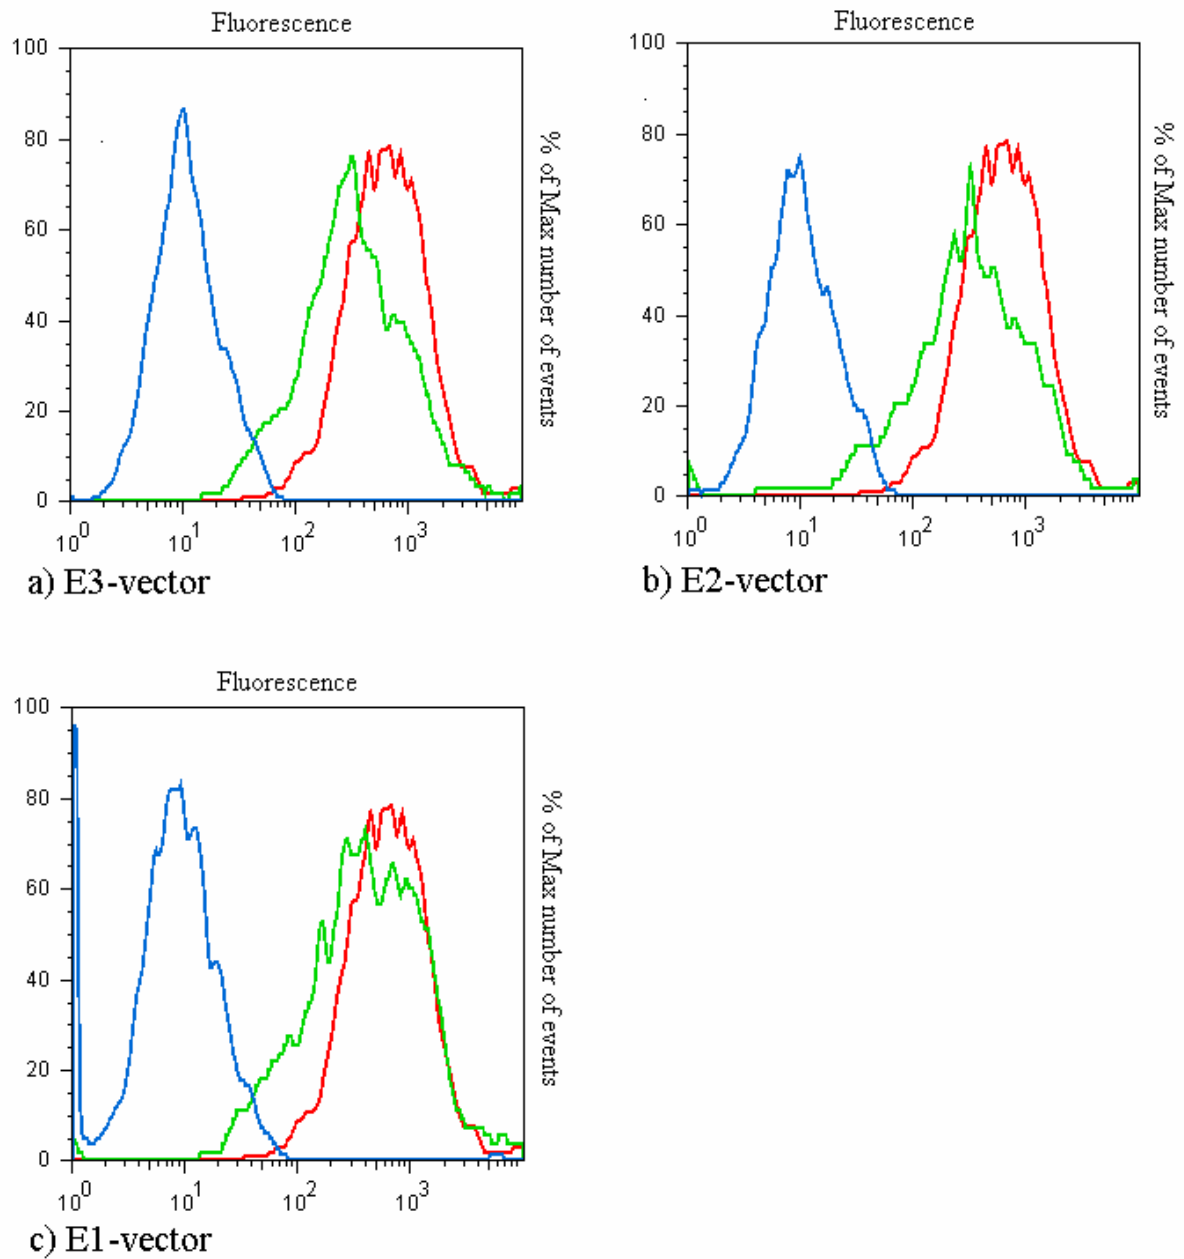 Fluorescence
100
80
60
40
20
0
10^0 10^1 10^2 10^3
% of Max number of events
a) E3-vector
Fluorescence
100
80
60
40
20
0
10^0 10^1 10^2 10^3
% of Max number of events
b) E2-vector
Fluorescence
100
80
60
40
20
0
10^0 10^1 10^2 10^3
% of Max number of events
c) E1-vector